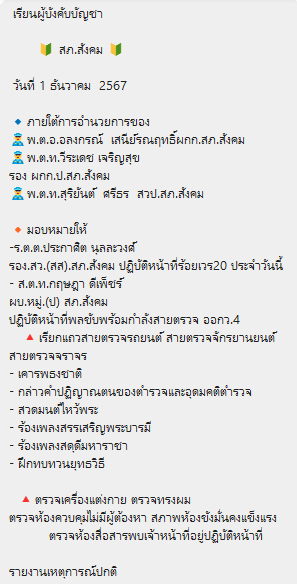 เรียนผู้บังคับบัญชา
🔰 สภ.สังคม 🔰
วันที่ 1 ธันวาคม 2567
🔹ภายใต้การอำนวยการของ
👮พ.ต.อ.อลงกรณ์ เสนีย์รณฤทธิ์ผกก.สภ.สังคม
👮พ.ต.ท.วีระเดช เจริญสุข
รอง ผกก.ป.สภ.สังคม
👮พ.ต.ท.สุริยันต์ ศรีธร สวป.สภ.สังคม
🔸มอบหมายให้
-ร.ต.ต.ประกาศิต นุลละวงศ์
รอง.สว.(สส).สภ.สังคม ปฏิบัติหน้าที่ร้อยเวร20 ประจำวันนี้
- ส.ต.ท.กฤษฎา ดีเพ็ชร์
ผบ.หมู่.(ป) สภ.สังคม
ปฏิบัติหน้าที่พลขับพร้อมกำลังสายตรวจ ออกว.4
🔺เรียกแถวสายตรวจรถยนต์ สายตรวจจักรยานยนต์
สายตรวจจราจร
- เคารพธงชาติ
- กล่าวคำปฏิญาณตนของตำรวจและอุดมคติตำรวจ
- สวดมนต์ไหว้พระ
- ร้องเพลงสรรเสริญพระบารมี
- ร้องเพลงสดุดีมหาราชา
- ฝึกทบทวนยุทธวิธี
🔺ตรวจเครื่องแต่งกาย ตรวจทรงผม
ตรวจห้องควบคุมไม่มีผู้ต้องหา สภาพห้องขังมั่นคงแข็งแรง
ตรวจห้องสื่อสารพบเจ้าหน้าที่อยู่ปฏิบัติหน้าที่
รายงานเหตุการณ์ปกติ